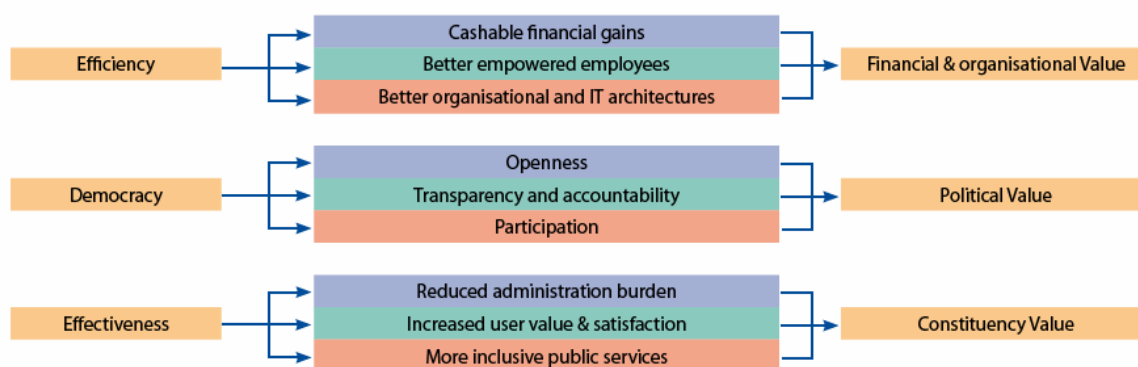 Efficiency
Cashable financial gains
Better empowered employees
Better organisational and IT architectures
Financial & organisational Value
Democracy
Openness
Transparency and accountability
Participation
Political Value
Effectiveness
Reduced administration burden
Increased user value & satisfaction
More inclusive public services
Constituency Value